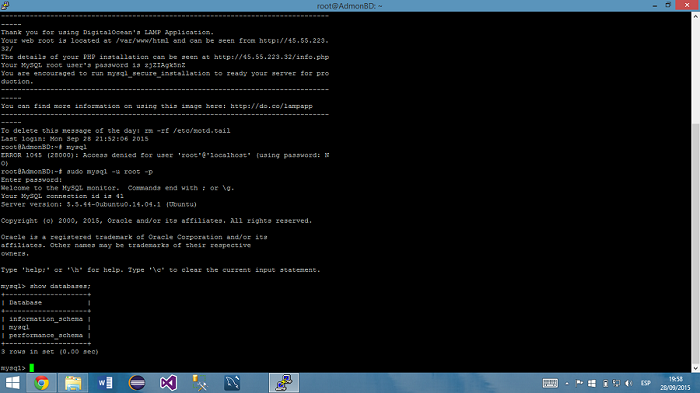 root@AdmonBD: ~
--------------------------------------------------------------------------------
-----
Thank you for using DigitalOcean's LAMP Application.
Your web root is located at /var/www/html and can be seen from http://45.55.223.
32/
The details of your PHP installation can be seen at http://45.55.223.32/info.php
Your MySQL root user's password is
You are encouraged to run mysql_secure_installation to ready your server for pro
duction.
--------------------------------------------------------------------------------
-----
You can find more information on using this image here: http://do.co/lampapp
--------------------------------------------------------------------------------
-----
To delete this message of the day: rm -rf /etc/motd.tail
Last login: Mon Sep 28 21:52:06 2015
root@AdmonBD:~# mysql
ERROR 1045 (28000): Access denied for user 'root'@'localhost' (using password: N
O)
root@AdmonBD:~# sudo mysql -u root -p
Enter password:
Welcome to the MySQL monitor.  Commands end with ; or \g.
Your MySQL connection id is 41
Server version: 5.5.44-0ubuntu0.14.04.1 (Ubuntu)
Copyright (c) 2000, 2015, Oracle and/or its affiliates. All rights reserved.
Oracle is a registered trademark of Oracle Corporation and/or its
affiliates. Other names may be trademarks of their respective
owners.
Type 'help;' or '\h' for help. Type '\c' to clear the current input statement.
mysql> show databases;
+--------------------+
| Database           |
+--------------------+
| information_schema |
| mysql              |
| performance_schema |
+--------------------+
3 rows in set (0.00 sec)
mysql>
ESP
19:58
28/09/2015